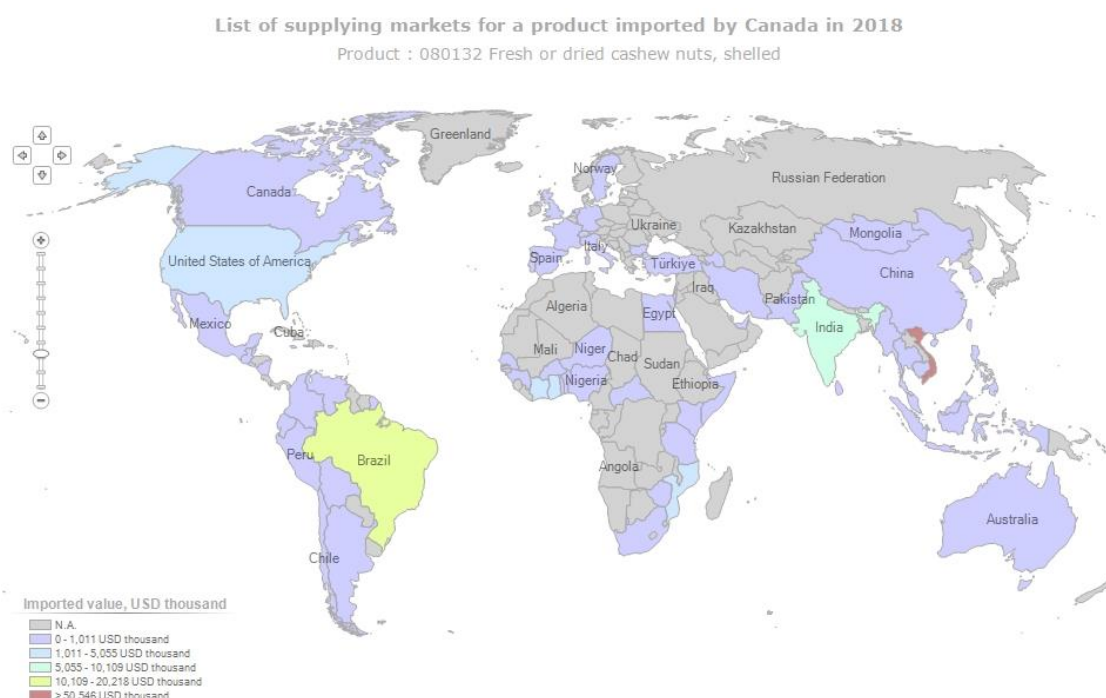 List of supplying markets for a product imported by Canada in 2018
Product : 080132 Fresh or dried cashew nuts, shelled
Greenland
Norway
Russian Federation
Canada
Ukraine
Kazakhstan
Mongolia
Italy
Spain
Türkiye
United States of America
China
Iraq
Pakistan
Algeria
Egypt
Mexico
India
Cuba
Mali
Niger
Chad
Sudan
Nigeria
Ethiopia
Peru
Brazil
Angola
Australia
Chile
Imported value, USD thousand
N.A.
0 - 1,011 USD thousand
1,011 - 5,055 USD thousand
5,055 - 10,109 USD thousand
10,109 - 20,218 USD thousand
> 50,546 USD thousand